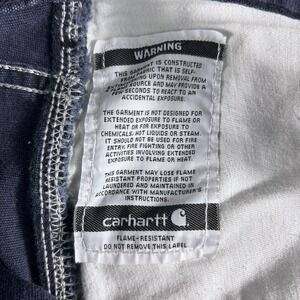 WARNING
THIS GARMENT IS CONSTRUCTED
THIS FABRIC THAT IS SELF-
UPON REMOVAL FROM
SOURCE AND MAY PROVIDE A
FEW SECONDS TO REACT TO AN
ACCIDENTAL EXPOSURE.
THE GARMENT IS NOT DESIGNED
FOR EXTENDED EXPOSURE TO FLAME OR
HEAT OR FOR EXPOSURE TO
CHEMICALS, HOT LIQUIDS OR STEAM.
IT SHOULD NOT BE USED FOR FIRE
ENTRY, FIRE FIGHTING OR OTHER
ACTIVITIES INVOLVING EXTENDED
EXPOSURE TO FLAME OR HEAT.
THIS GARMENT MAY LOSE FLAME
RESISTANT PROPERTIES IF NOT
LAUNDERED AND MAINTAINED IN
ACCORDANCE WITH MANUFACTURER'S
INSTRUCTIONS.
carhartt
FLAME-RESISTANT
DO NOT REMOVE THIS LABEL